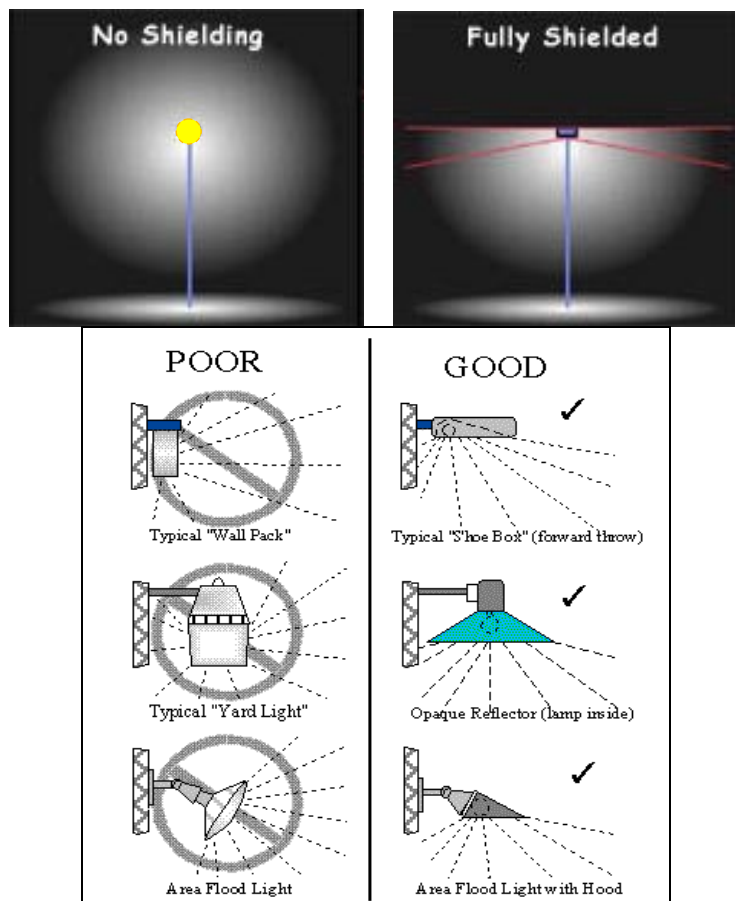 No Shielding
Fully Shielded
POOR
GOOD
Typical "Wall Pack"
Typical "Shoe Box" (forward throw)
Typical "Yard Light"
Opaque Reflector (lamp inside)
Area Flood Light
Area Flood Light with Hood